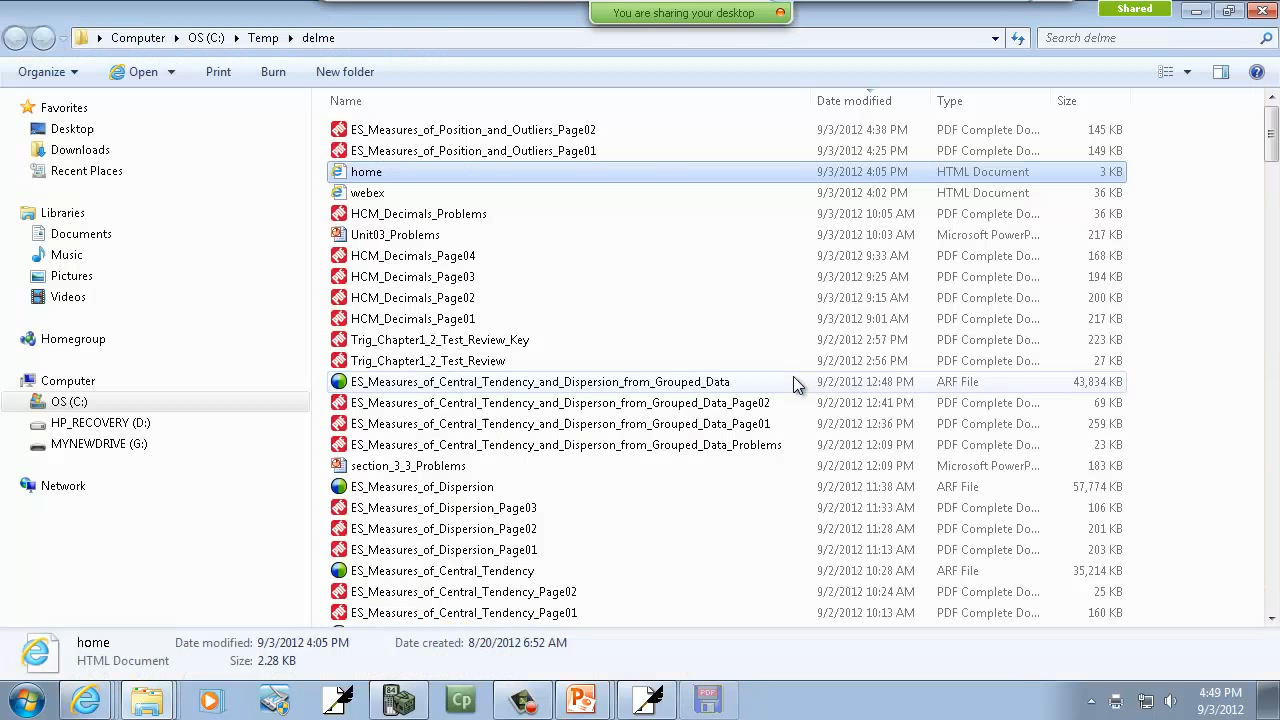 You are sharing your desktop
Shared
Computer OS (C:) Temp delme
Search delme
Organize Open Print Burn New folder
Name Date modified Type Size
Favorites
Desktop
Downloads
Recent Places
Libraries
Documents
Music
Pictures
Videos
Homegroup
Computer
OS (C:)
HP_RECOVERY (D:)
MYNEWDRIVE (G:)
Network
ES_Measures_of_Position_and_Outliers_Page02 9/3/2012 4:38 PM PDF Complete Do... 145 KB
ES_Measures_of_Position_and_Outliers_Page01 9/3/2012 4:25 PM PDF Complete Do... 149 KB
home 9/3/2012 4:05 PM HTML Document 3 KB
webex 9/3/2012 4:02 PM HTML Document 36 KB
HCM_Decimals_Problems 9/3/2012 10:05 AM PDF Complete Do... 36 KB
Unit03_Problems 9/3/2012 10:03 AM Microsoft PowerP... 217 KB
HCM_Decimals_Page04 9/3/2012 9:33 AM PDF Complete Do... 168 KB
HCM_Decimals_Page03 9/3/2012 9:25 AM PDF Complete Do... 194 KB
HCM_Decimals_Page02 9/3/2012 9:15 AM PDF Complete Do... 200 KB
HCM_Decimals_Page01 9/3/2012 9:01 AM PDF Complete Do... 217 KB
Trig_Chapter1_2_Test_Review_Key 9/2/2012 2:57 PM PDF Complete Do... 223 KB
Trig_Chapter1_2_Test_Review 9/2/2012 2:56 PM PDF Complete Do... 27 KB
ES_Measures_of_Central_Tendency_and_Dispersion_from_Grouped_Data 9/2/2012 12:48 PM ARF File 43,834 KB
ES_Measures_of_Central_Tendency_and_Disperson_from_Grouped_Data_Page02 9/2/2012 12:41 PM PDF Complete Do... 69 KB
ES_Measures_of_Central_Tendency_and_Disperson_from_Grouped_Data_Page01 9/2/2012 12:36 PM PDF Complete Do... 259 KB
ES_Measures_of_Central_Tendency_and_Disperson_from_Grouped_Data_Problems 9/2/2012 12:09 PM PDF Complete Do... 23 KB
section_3_3_Problems 9/2/2012 12:09 PM Microsoft PowerP... 183 KB
ES_Measures_of_Dispersion 9/2/2012 11:38 AM ARF File 57,774 KB
ES_Measures_of_Dispersion_Page03 9/2/2012 11:33 AM PDF Complete Do... 106 KB
ES_Measures_of_Dispersion_Page02 9/2/2012 11:28 AM PDF Complete Do... 201 KB
ES_Measures_of_Dispersion_Page01 9/2/2012 11:13 AM PDF Complete Do... 203 KB
ES_Measures_of_Central_Tendency 9/2/2012 10:28 AM ARF File 35,214 KB
ES_Measures_of_Central_Tendency_Page02 9/2/2012 10:24 AM PDF Complete Do... 25 KB
ES_Measures_of_Central_Tendency_Page01 9/2/2012 10:13 AM PDF Complete Do... 160 KB
home Date modified: 9/3/2012 4:05 PM Date created: 8/20/2012 6:52 AM
HTML Document Size: 2.28 KB
PDF
4:49 PM
9/3/2012